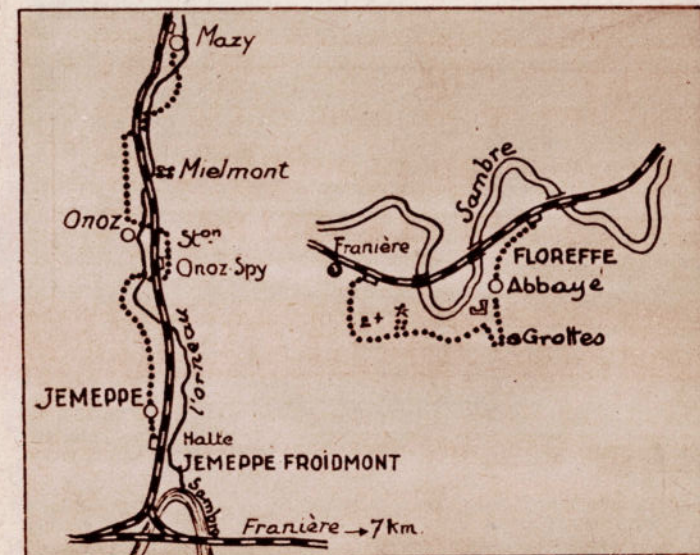 Mazy
Mielmont
Onoz
Ston
Onoz-Spy
l'orneau
JEMEPPE
Halte
JEMEPPE FROIDMONT
Sambre
Franière → 7 km.
Sambre
Franière
FLOREFFE
Abbaye
Grottes